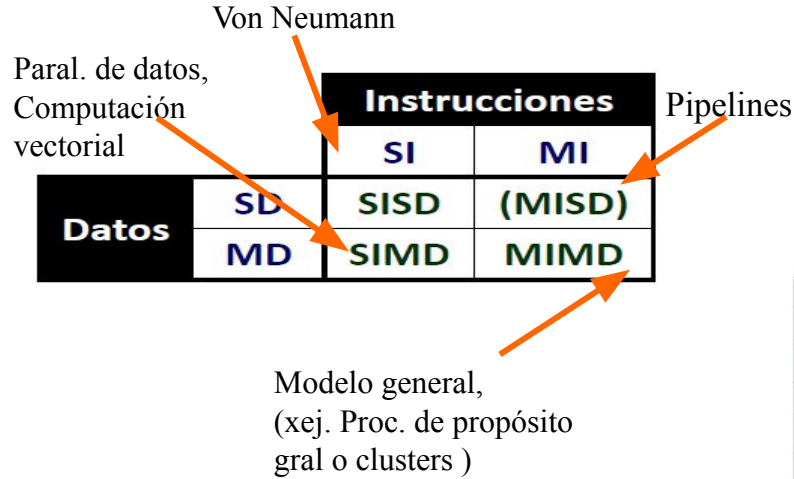 Von Neumann
Paral. de datos,
Computación
vectorial
Instrucciones
Pipelines
SI MI
Datos
SD SISD (MISD)
MD SIMD MIMD
Modelo general,
(xej. Proc. de propósito
gral o clusters )